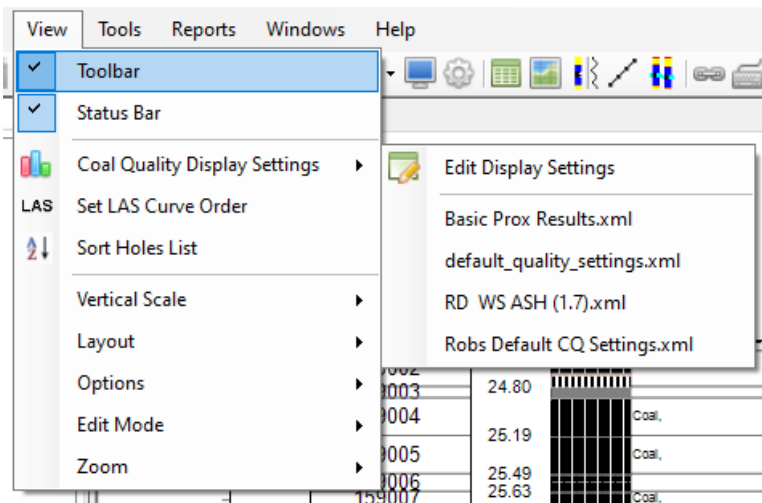 View Tools Reports Windows Help
Toolbar
Status Bar
Coal Quality Display Settings
LAS Set LAS Curve Order
Sort Holes List
Vertical Scale
Layout
Options
Edit Mode
Zoom
Edit Display Settings
Basic Prox Results.xml
default_quality_settings.xml
RD WS ASH (1.7).xml
Robs Default CQ Settings.xml
24.80
9004 Coal,
25.19
9005 Coal,
25.49
25.63
159007 Coal,